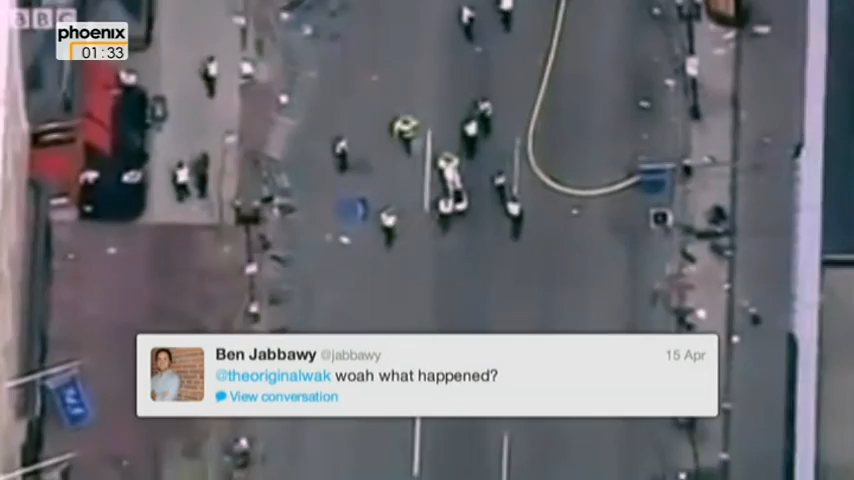 BBC
phoenix
01:33
Ben Jabbawy @jabbawy 15 Apr
@theoriginalwak woah what happened?
View conversation